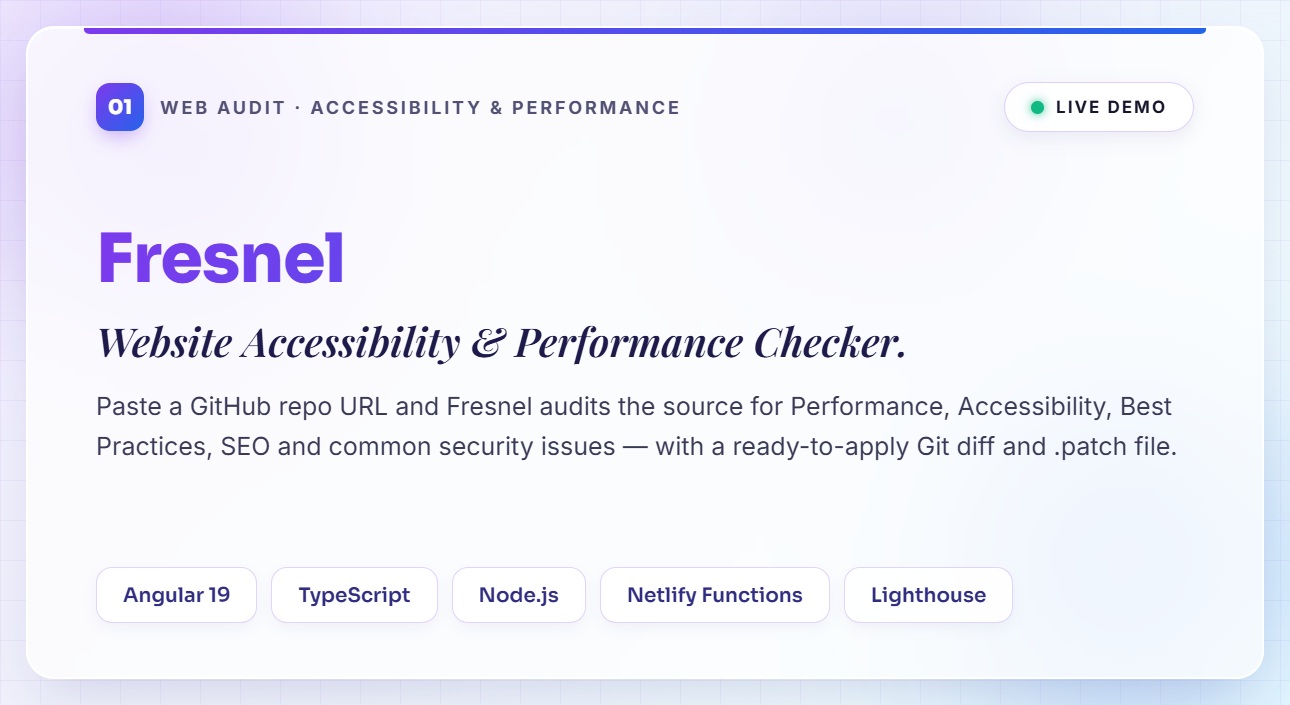 01 WEB AUDIT · ACCESSIBILITY & PERFORMANCE
LIVE DEMO
Fresnel
Website Accessibility & Performance Checker.
Paste a GitHub repo URL and Fresnel audits the source for Performance, Accessibility, Best
Practices, SEO and common security issues — with a ready-to-apply Git diff and .patch file.
Angular 19
TypeScript
Node.js
Netlify Functions
Lighthouse